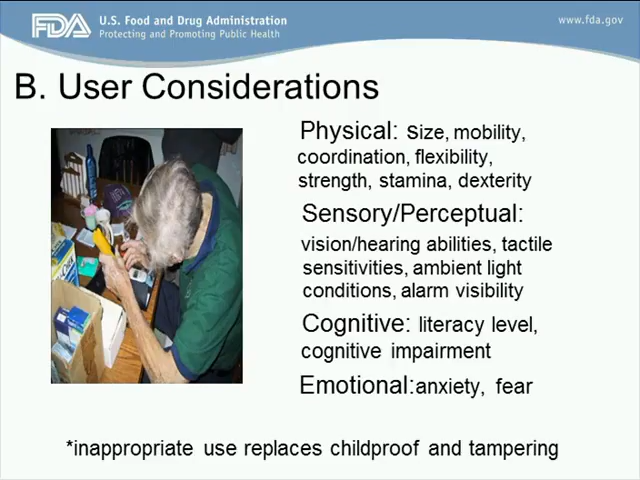 FDA
U.S. Food and Drug Administration
Protecting and Promoting Public Health
www.fda.gov
B. User Considerations
Physical: size, mobility,
coordination, flexibility,
strength, stamina, dexterity
Sensory/Perceptual:
vision/hearing abilities, tactile
sensitivities, ambient light
conditions, alarm visibility
Cognitive: literacy level,
cognitive impairment
Emotional:anxiety, fear
*inappropriate use replaces childproof and tampering